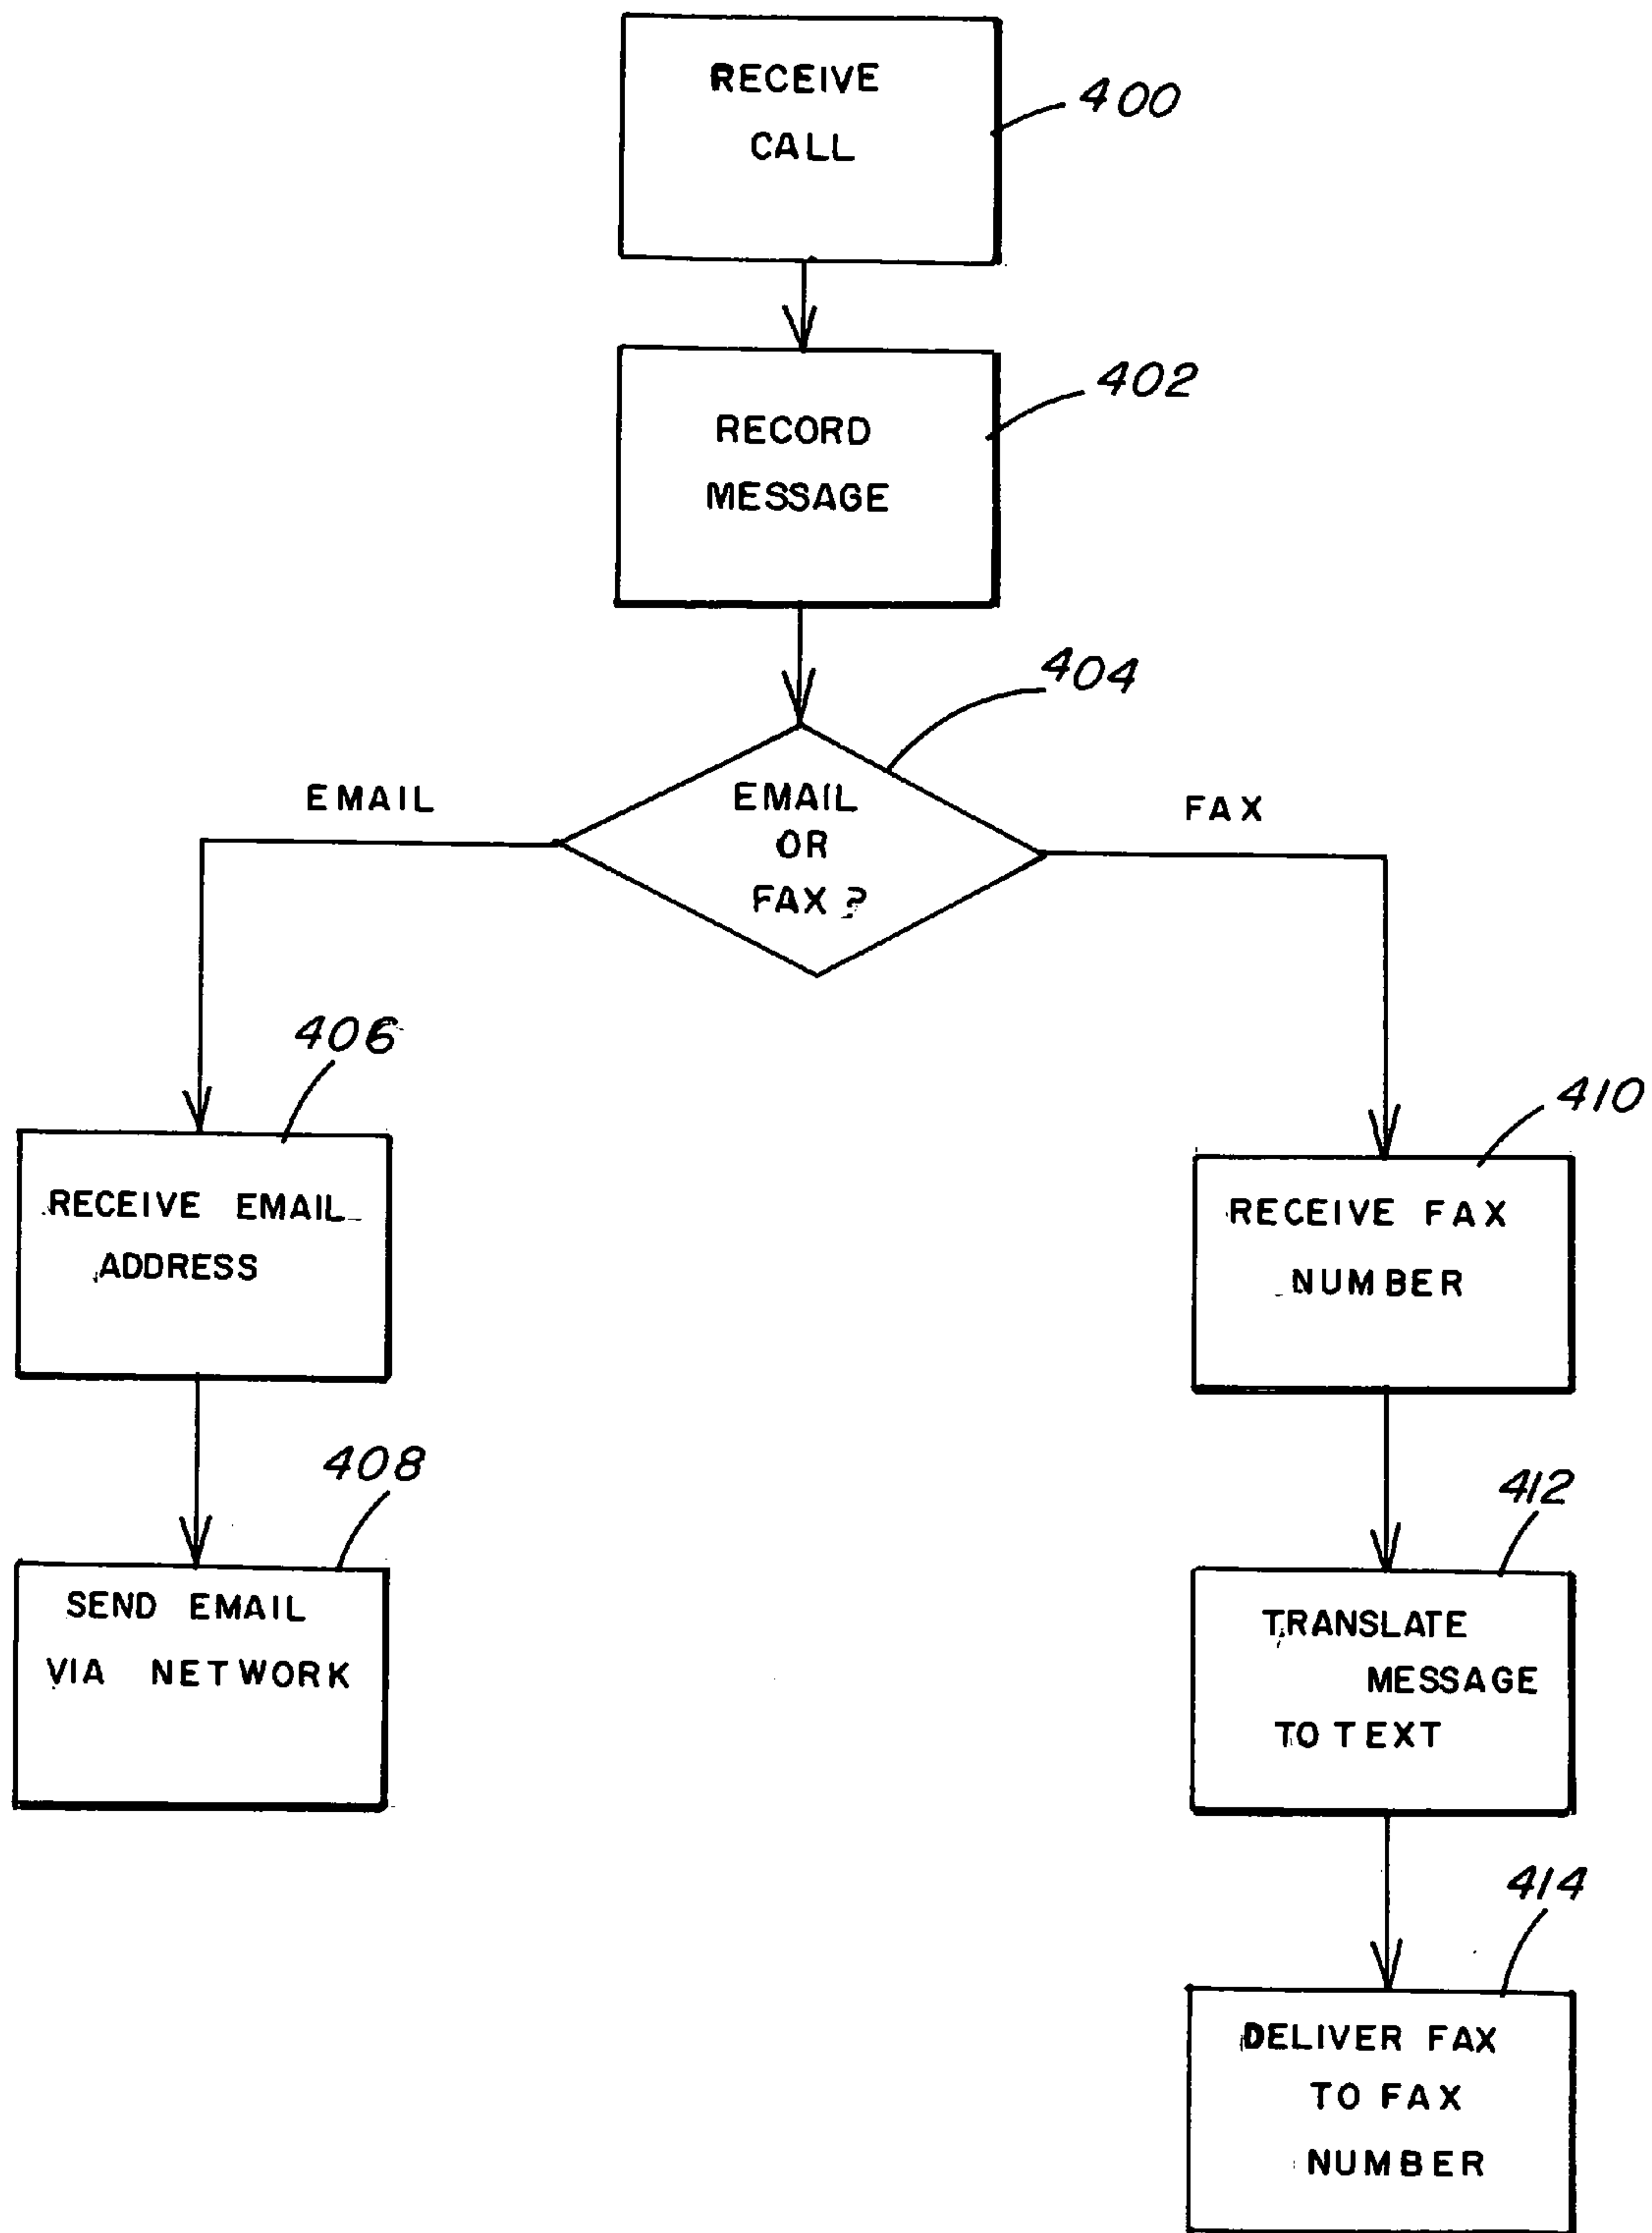 RECEIVE
CALL
400
RECORD
MESSAGE
402
404
EMAIL
EMAIL
OR
FAX?
FAX
406
RECEIVE EMAIL
ADDRESS
410
RECEIVE FAX
NUMBER
408
SEND EMAIL
VIA NETWORK
412
TRANSLATE
MESSAGE
TO TEXT
414
DELIVER FAX
TO FAX
NUMBER